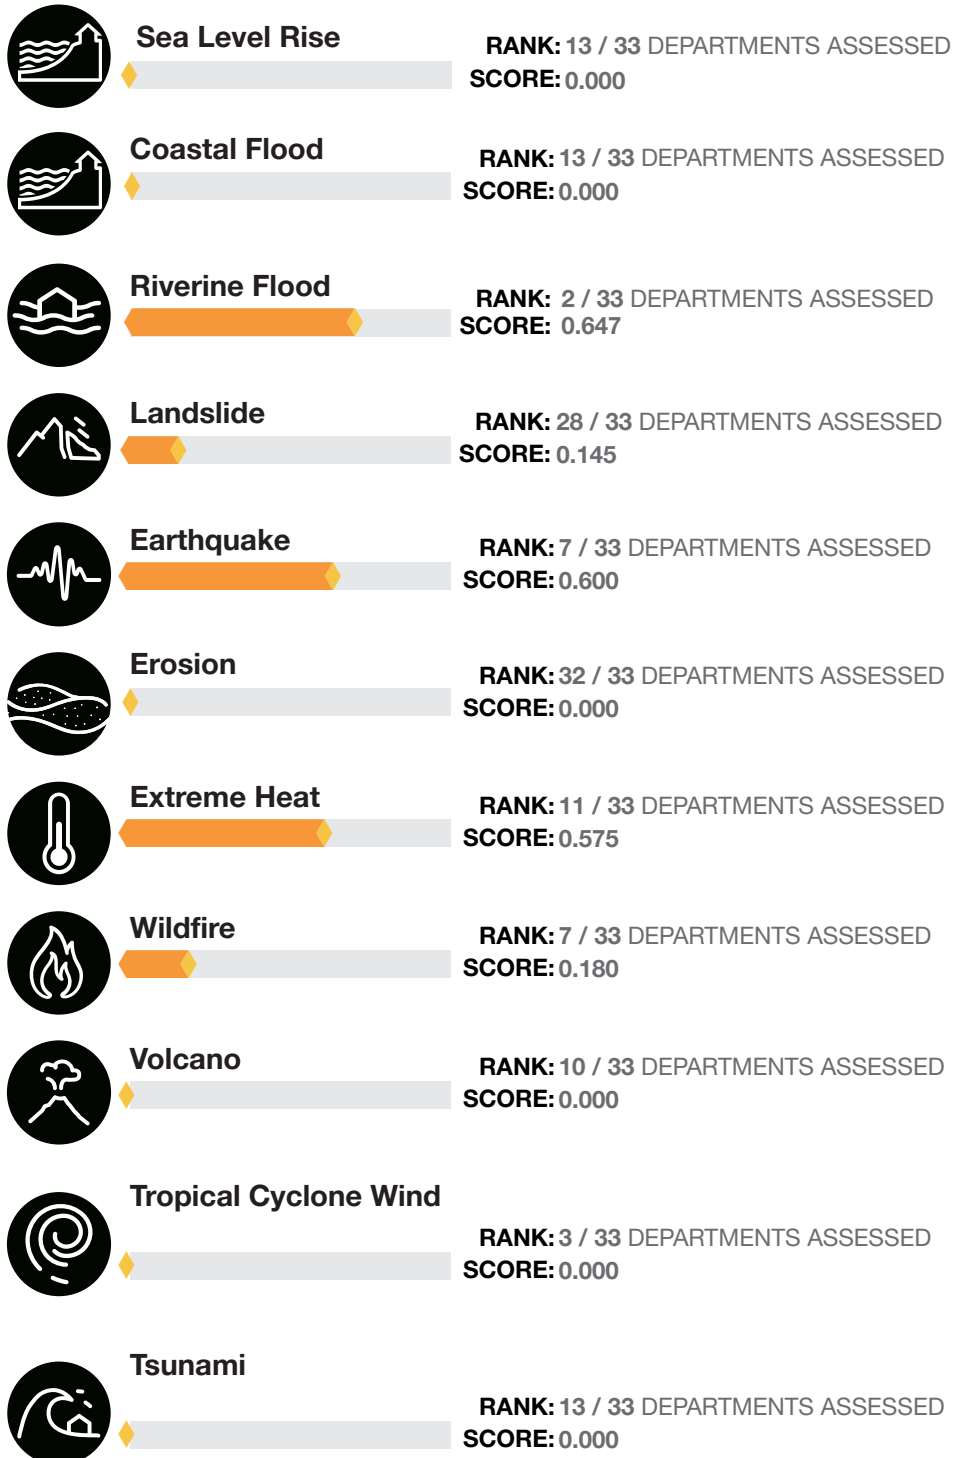 Sea Level Rise
RANK: 13 / 33 DEPARTMENTS ASSESSED
SCORE: 0.000
Coastal Flood
RANK: 13 / 33 DEPARTMENTS ASSESSED
SCORE: 0.000
Riverine Flood
RANK: 2 / 33 DEPARTMENTS ASSESSED
SCORE: 0.647
Landslide
RANK: 28 / 33 DEPARTMENTS ASSESSED
SCORE: 0.145
Earthquake
RANK: 7 / 33 DEPARTMENTS ASSESSED
SCORE: 0.600
Erosion
RANK: 32 / 33 DEPARTMENTS ASSESSED
SCORE: 0.000
Extreme Heat
RANK: 11 / 33 DEPARTMENTS ASSESSED
SCORE: 0.575
Wildfire
RANK: 7 / 33 DEPARTMENTS ASSESSED
SCORE: 0.180
Volcano
RANK: 10 / 33 DEPARTMENTS ASSESSED
SCORE: 0.000
Tropical Cyclone Wind
RANK: 3 / 33 DEPARTMENTS ASSESSED
SCORE: 0.000
Tsunami
RANK: 13 / 33 DEPARTMENTS ASSESSED
SCORE: 0.000